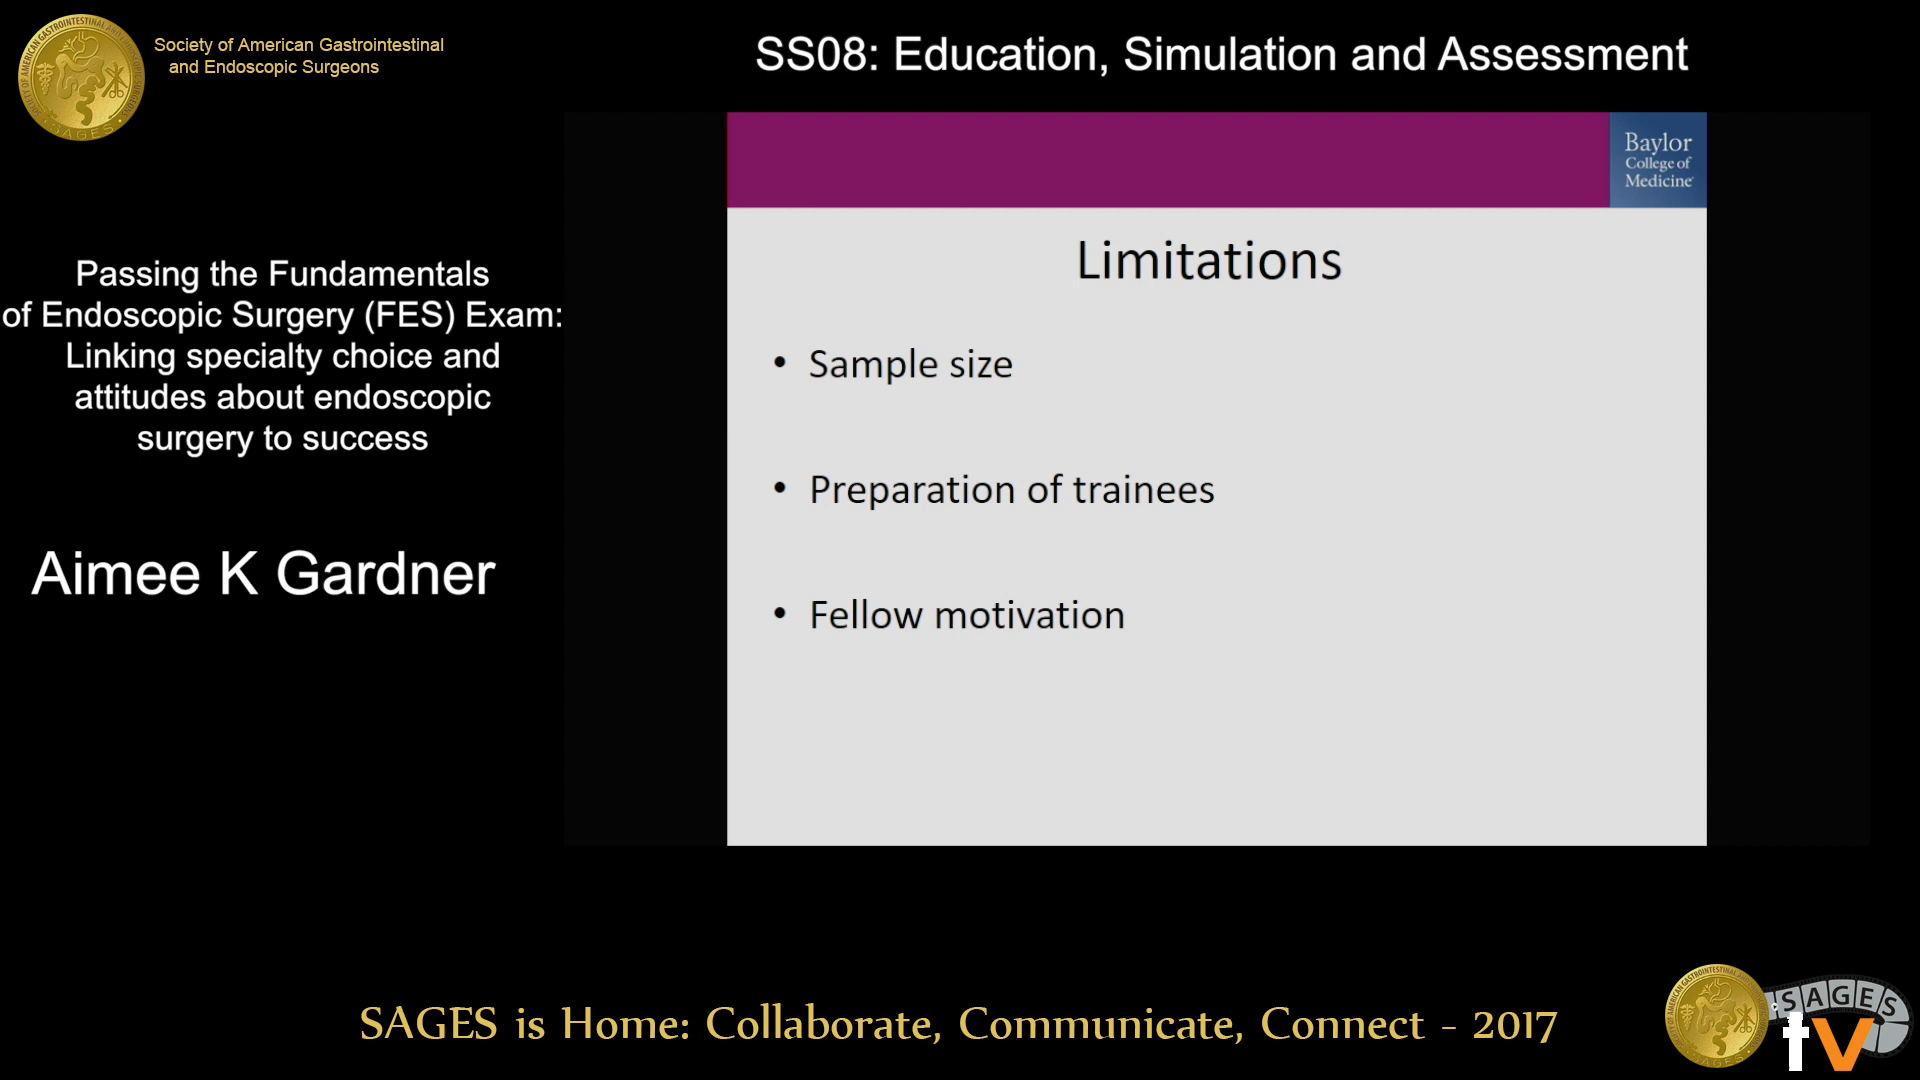 Society of American Gastrointestinal
and Endoscopic Surgeons
SS08: Education, Simulation and Assessment
Baylor
College of
Medicine
Passing the Fundamentals
of Endoscopic Surgery (FES) Exam:
Linking specialty choice and
attitudes about endoscopic
surgery to success
Aimee K Gardner
Limitations
• Sample size
• Preparation of trainees
• Fellow motivation
SAGES is Home: Collaborate, Communicate, Connect - 2017
SAGES
tv